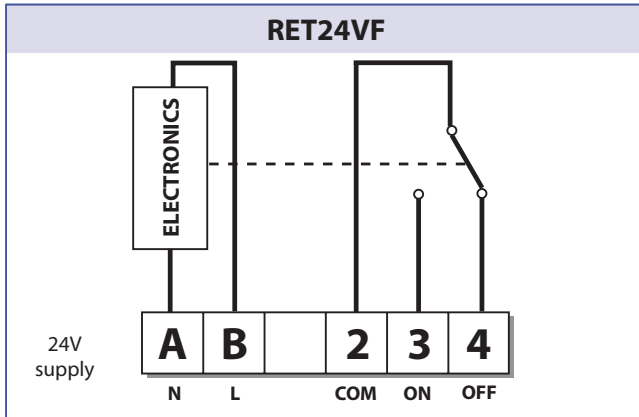 RET24VF
ELECTRONICS
24V
supply
A B 2 3 4
N L COM ON OFF